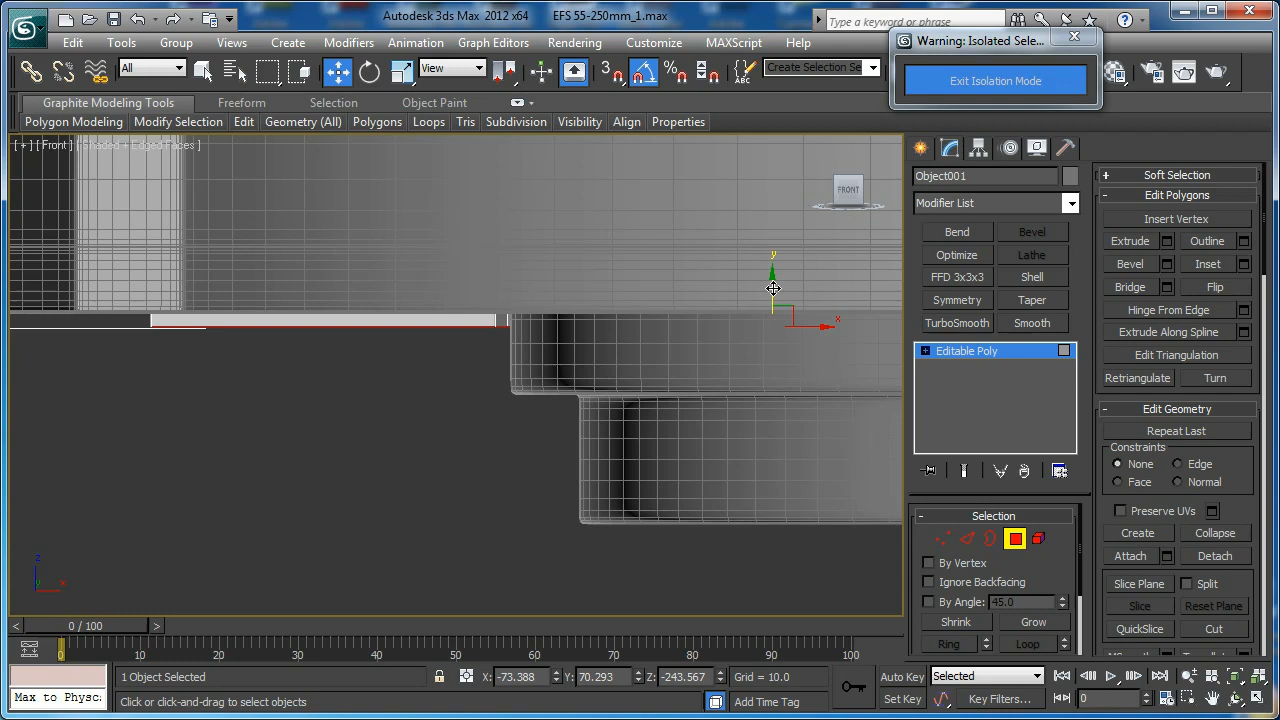 Autodesk 3ds Max 2012 x64 EFS 55-250mm_1.max
Type a keyword or phrase
Edit Tools Group Views Create Modifiers Animation Graph Editors Rendering Customize MAXScript Help
Warning: Isolated Sele...
Exit Isolation Mode
All View 3 Create Selection Se
Graphite Modeling Tools Freeform Selection Object Paint
Polygon Modeling Modify Selection Edit Geometry (All) Polygons Loops Tris Subdivision Visibility Align Properties
[ + ] [ Front ] [ Shaded + Edged Faces ]
FRONT
y
x
z
x
Object001
Modifier List
Bend Bevel
Optimize Lathe
FFD 3x3x3 Shell
Symmetry Taper
TurboSmooth Smooth
+ Editable Poly
- Selection
By Vertex
Ignore Backfacing
By Angle: 45.0
Shrink Grow
Ring Loop
+ Soft Selection
- Edit Polygons
Insert Vertex
Extrude Outline
Bevel Inset
Bridge Flip
Hinge From Edge
Extrude Along Spline
Edit Triangulation
Retriangulate Turn
- Edit Geometry
Repeat Last
Constraints
None Edge
Face Normal
Preserve UVs
Create Collapse
Attach Detach
Slice Plane Split
Slice Reset Plane
QuickSlice Cut
< 0 / 100 >
0 10 20 30 40 50 60 70 80 90 100
1 Object Selected X: -73.388 Y: 70.293 Z: -243.567 Grid = 10.0 Auto Key Selected
Max to Physcs
Click or click-and-drag to select objects Add Time Tag Set Key Key Filters... 0